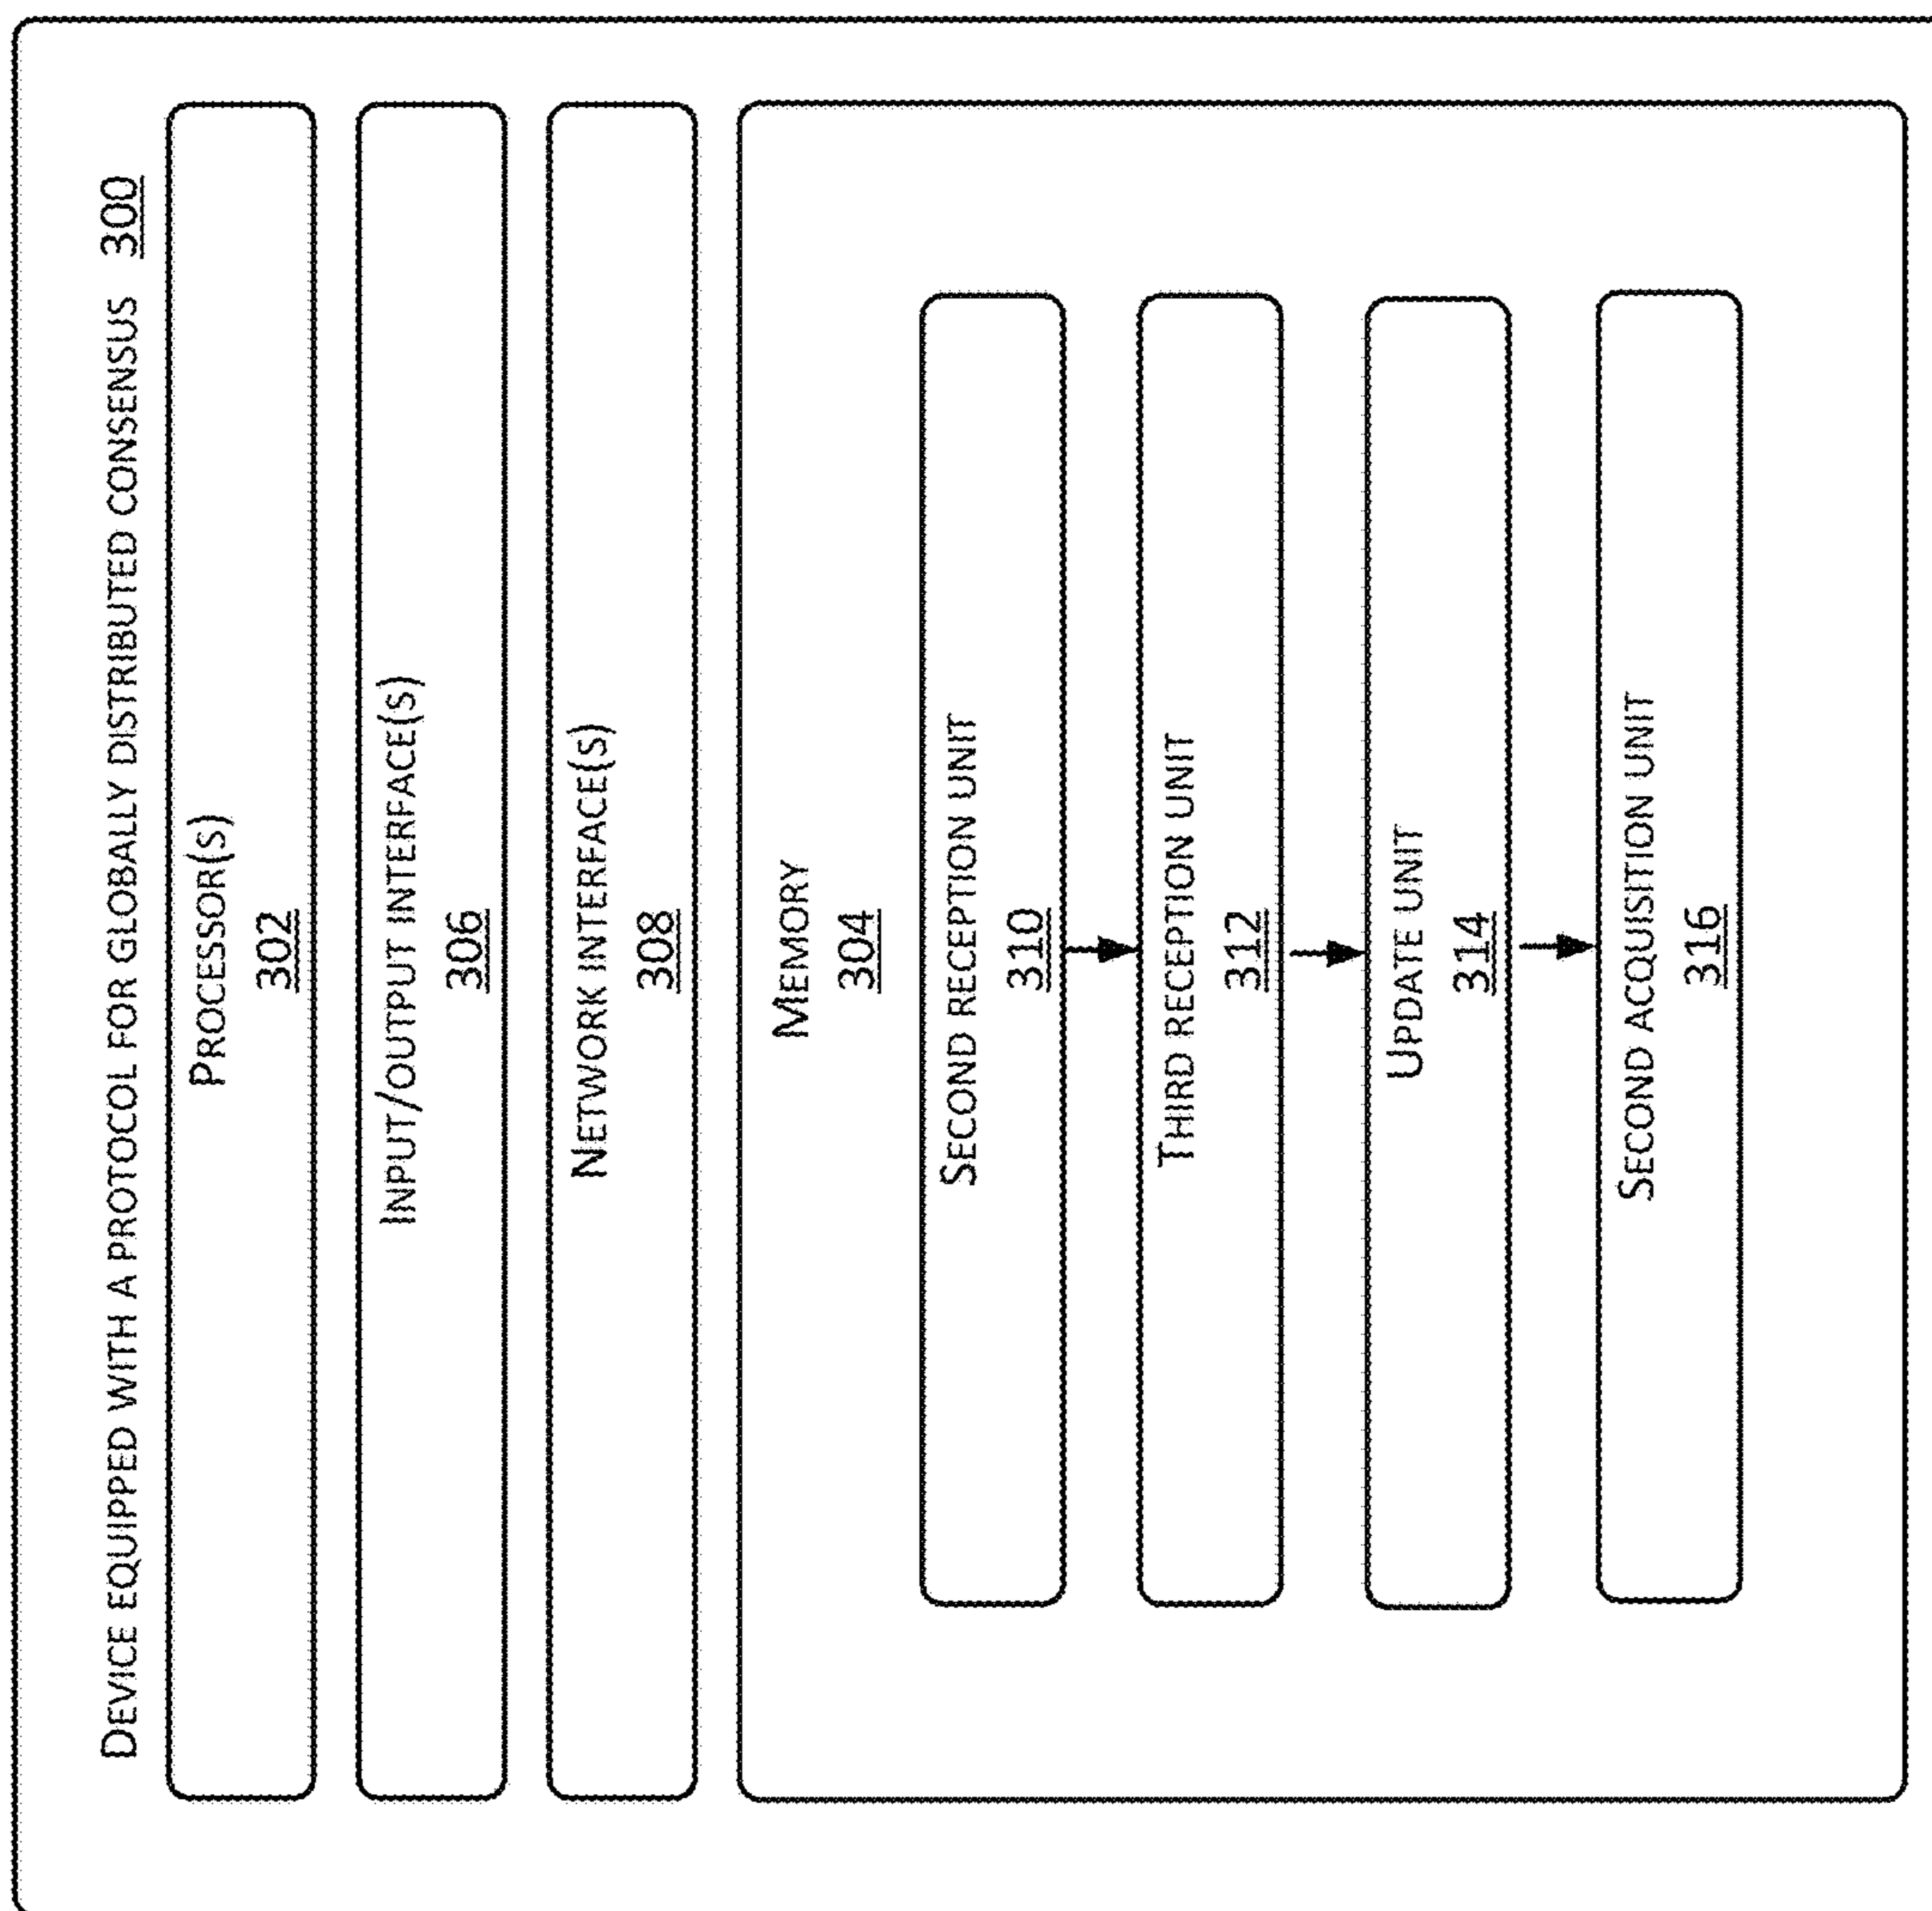 DEVICE EQUIPPED WITH A PROTOCOL FOR GLOBALLY DISTRIBUTED CONSENSUS 300
PROCESSOR(S)
302
INPUT/OUTPUT INTERFACE(S)
306
NETWORK INTERFACE(S)
308
MEMORY
304
SECOND RECEPTION UNIT
310
THIRD RECEPTION UNIT
312
UPDATE UNIT
314
SECOND ACQUISITION UNIT
316